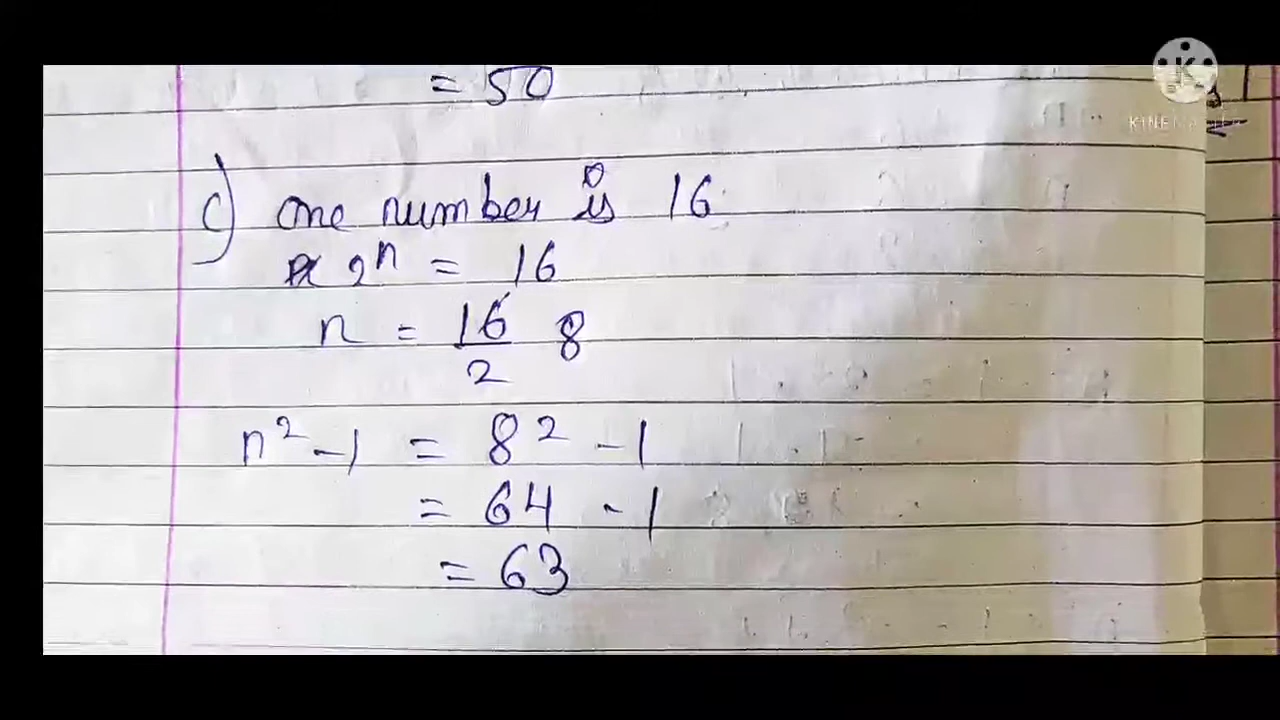 = 50
c) One number is 16
2ⁿ = 16
n = 16/2 8
n² - 1 = 8² - 1
= 64 - 1
= 63